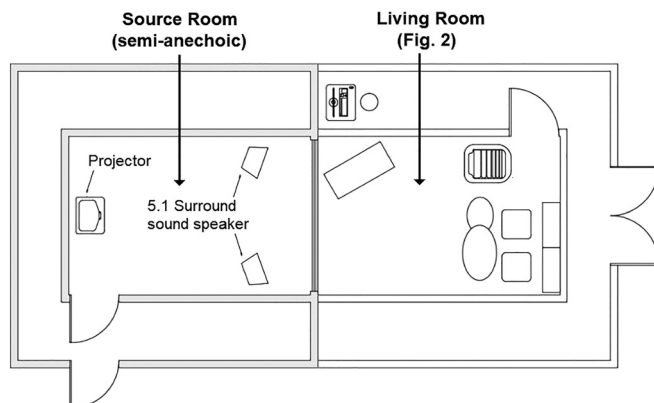 Source Room
(semi-anechoic)
Living Room
(Fig. 2)
Projector
5.1 Surround
sound speaker